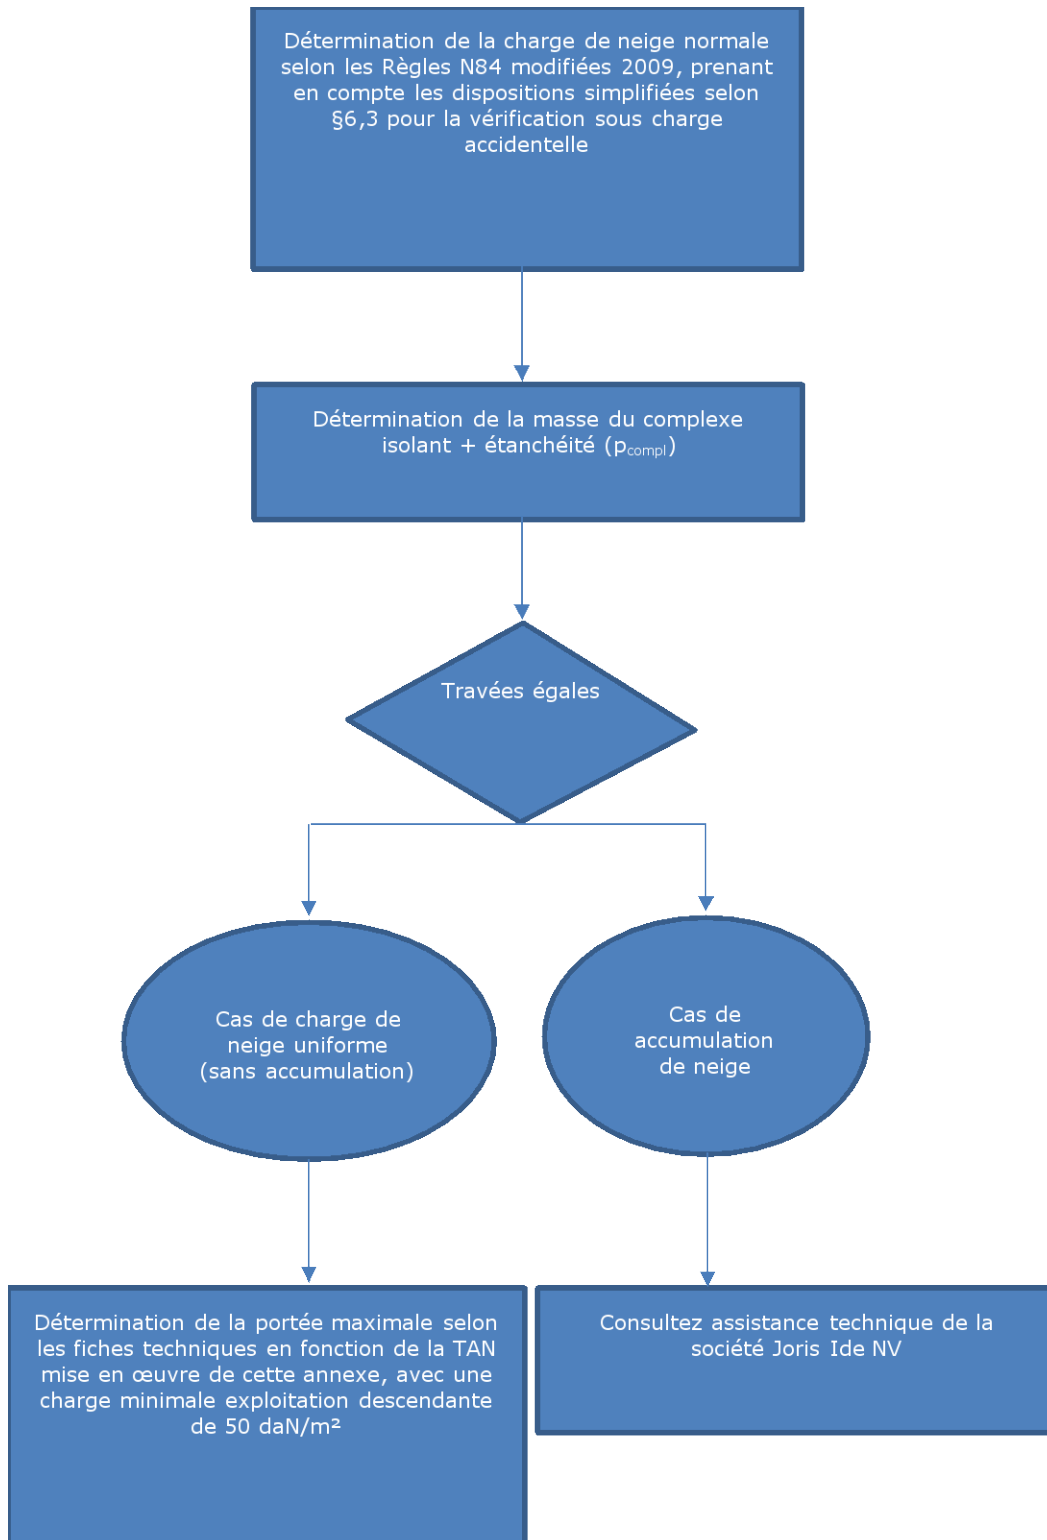 Détermination de la charge de neige normale
selon les Règles N84 modifiées 2009, prenant
en compte les dispositions simplifiées selon
§6,3 pour la vérification sous charge
accidentelle
Détermination de la masse du complexe
isolant + étanchéité (pcompl)
Travées égales
Cas de charge de
neige uniforme
(sans accumulation)
Cas de
accumulation
de neige
Détermination de la portée maximale selon
les fiches techniques en fonction de la TAN
mise en œuvre de cette annexe, avec une
charge minimale exploitation descendante
de 50 daN/m²
Consultez assistance technique de la
société Joris Ide NV